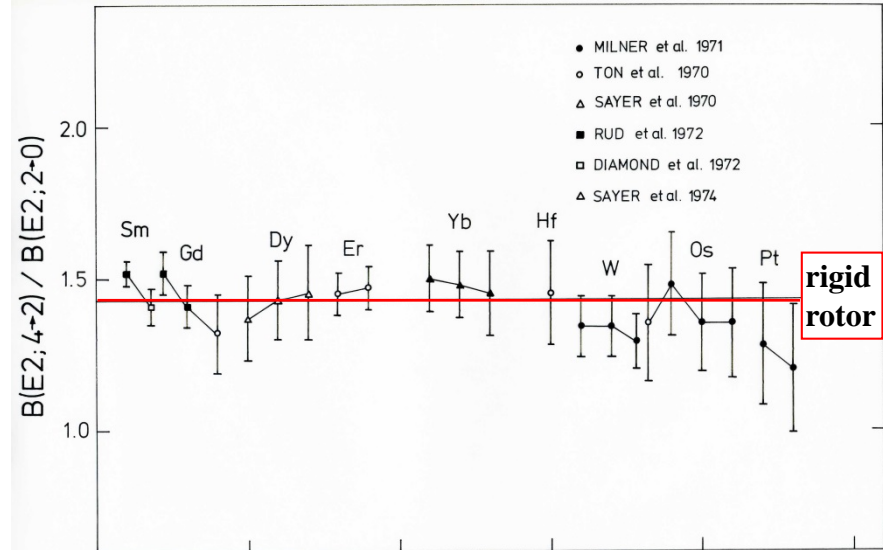 MILNER et al. 1971
TON et al. 1970
SAYER et al. 1970
RUD et al. 1972
DIAMOND et al. 1972
SAYER et al. 1974
B(E2; 4→2) / B(E2; 2→0)
2.0
1.5
1.0
Sm
Gd
Dy
Er
Yb
Hf
W
Os
Pt
rigid
rotor